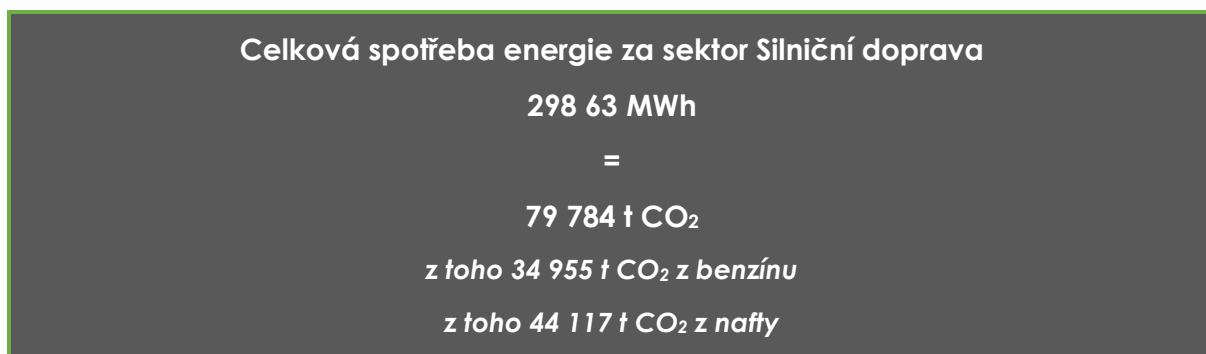 Celková spotřeba energie za sektor Silniční doprava
298 63 MWh
=
79 784 t CO₂
z toho 34 955 t CO₂ z benzínu
z toho 44 117 t CO₂ z nafty